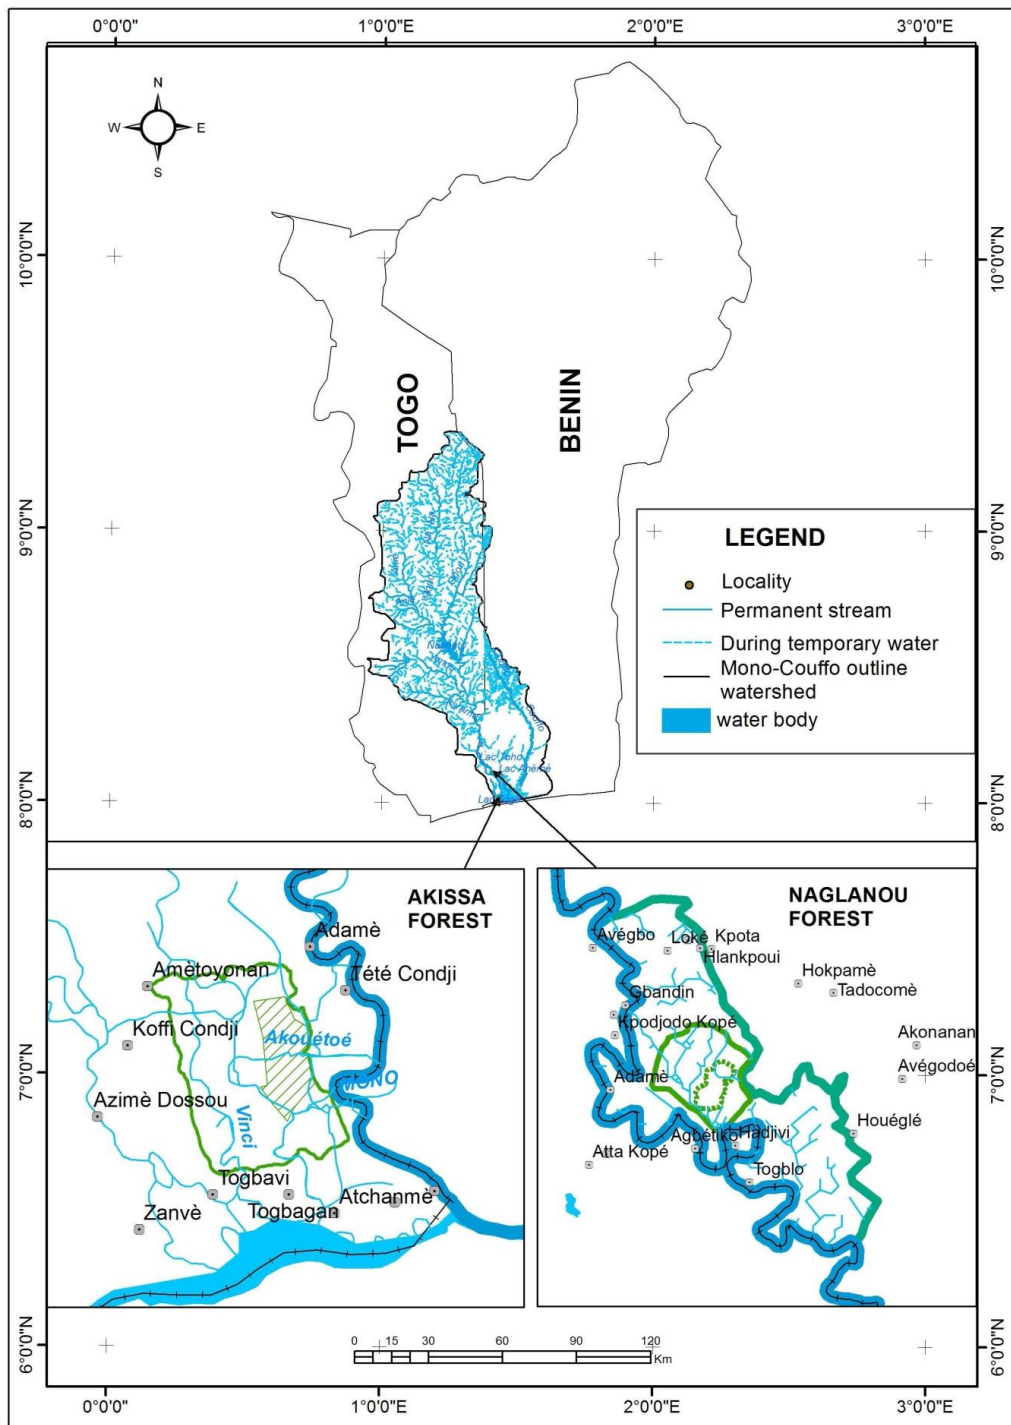 0°0'0" 1°0'0"E 2°0'0"E 3°0'0"E
N
W E
S
10°0'0"N 10°0'0"N
TOGO
BENIN
9°0'0"N 9°0'0"N
LEGEND
Locality
Permanent stream
During temporary water
Mono-Couffo outline
watershed
water body
Lac Toho
8°0'0"N 8°0'0"N
AKISSA
FOREST
Adamè
Amètoyonan
Tété Condji
Koffi Condji
Akouétoé
MONO
Azimè Dossou
Vinci
Togbavi
Atchanmè
Zanvè
Togbagan
NAGLANOU
FOREST
Avégbo
Loké
Kpota
Hlankpoui
Hokpamè
Tadocomè
Gbandin
Kpodjodo Kopé
Akonanan
Adamè
Avégodoé
Houéglé
Agbétiko
Hadjivi
Atta Kopé
Togblo
7°0'0"N 7°0'0"N
6°0'0"N 6°0'0"N
0 15 30 60 90 120
Km
0°0'0" 1°0'0"E 2°0'0"E 3°0'0"E